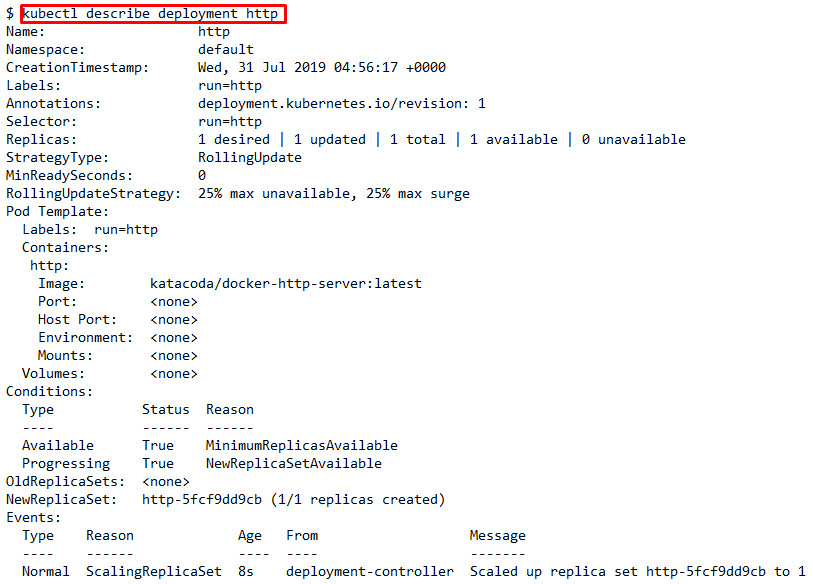 $ kubectl describe deployment http
Name:                   http
Namespace:              default
CreationTimestamp:      Wed, 31 Jul 2019 04:56:17 +0000
Labels:                 run=http
Annotations:            deployment.kubernetes.io/revision: 1
Selector:               run=http
Replicas:               1 desired | 1 updated | 1 total | 1 available | 0 unavailable
StrategyType:           RollingUpdate
MinReadySeconds:        0
RollingUpdateStrategy:  25% max unavailable, 25% max surge
Pod Template:
  Labels:  run=http
  Containers:
   http:
    Image:        katacoda/docker-http-server:latest
    Port:         <none>
    Host Port:    <none>
    Environment:  <none>
    Mounts:       <none>
  Volumes:        <none>
Conditions:
  Type           Status  Reason
  ----           ------  ------
  Available      True    MinimumReplicasAvailable
  Progressing    True    NewReplicaSetAvailable
OldReplicaSets:  <none>
NewReplicaSet:   http-5fcf9dd9cb (1/1 replicas created)
Events:
  Type    Reason             Age   From                   Message
  ----    ------             ----  ----                   -------
  Normal  ScalingReplicaSet  8s    deployment-controller  Scaled up replica set http-5fcf9dd9cb to 1